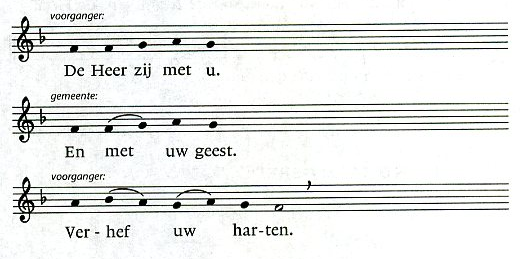 voorganger:
De Heer zij met u.
gemeente:
En met uw geest.
voorganger:
Ver - hef uw har-ten.